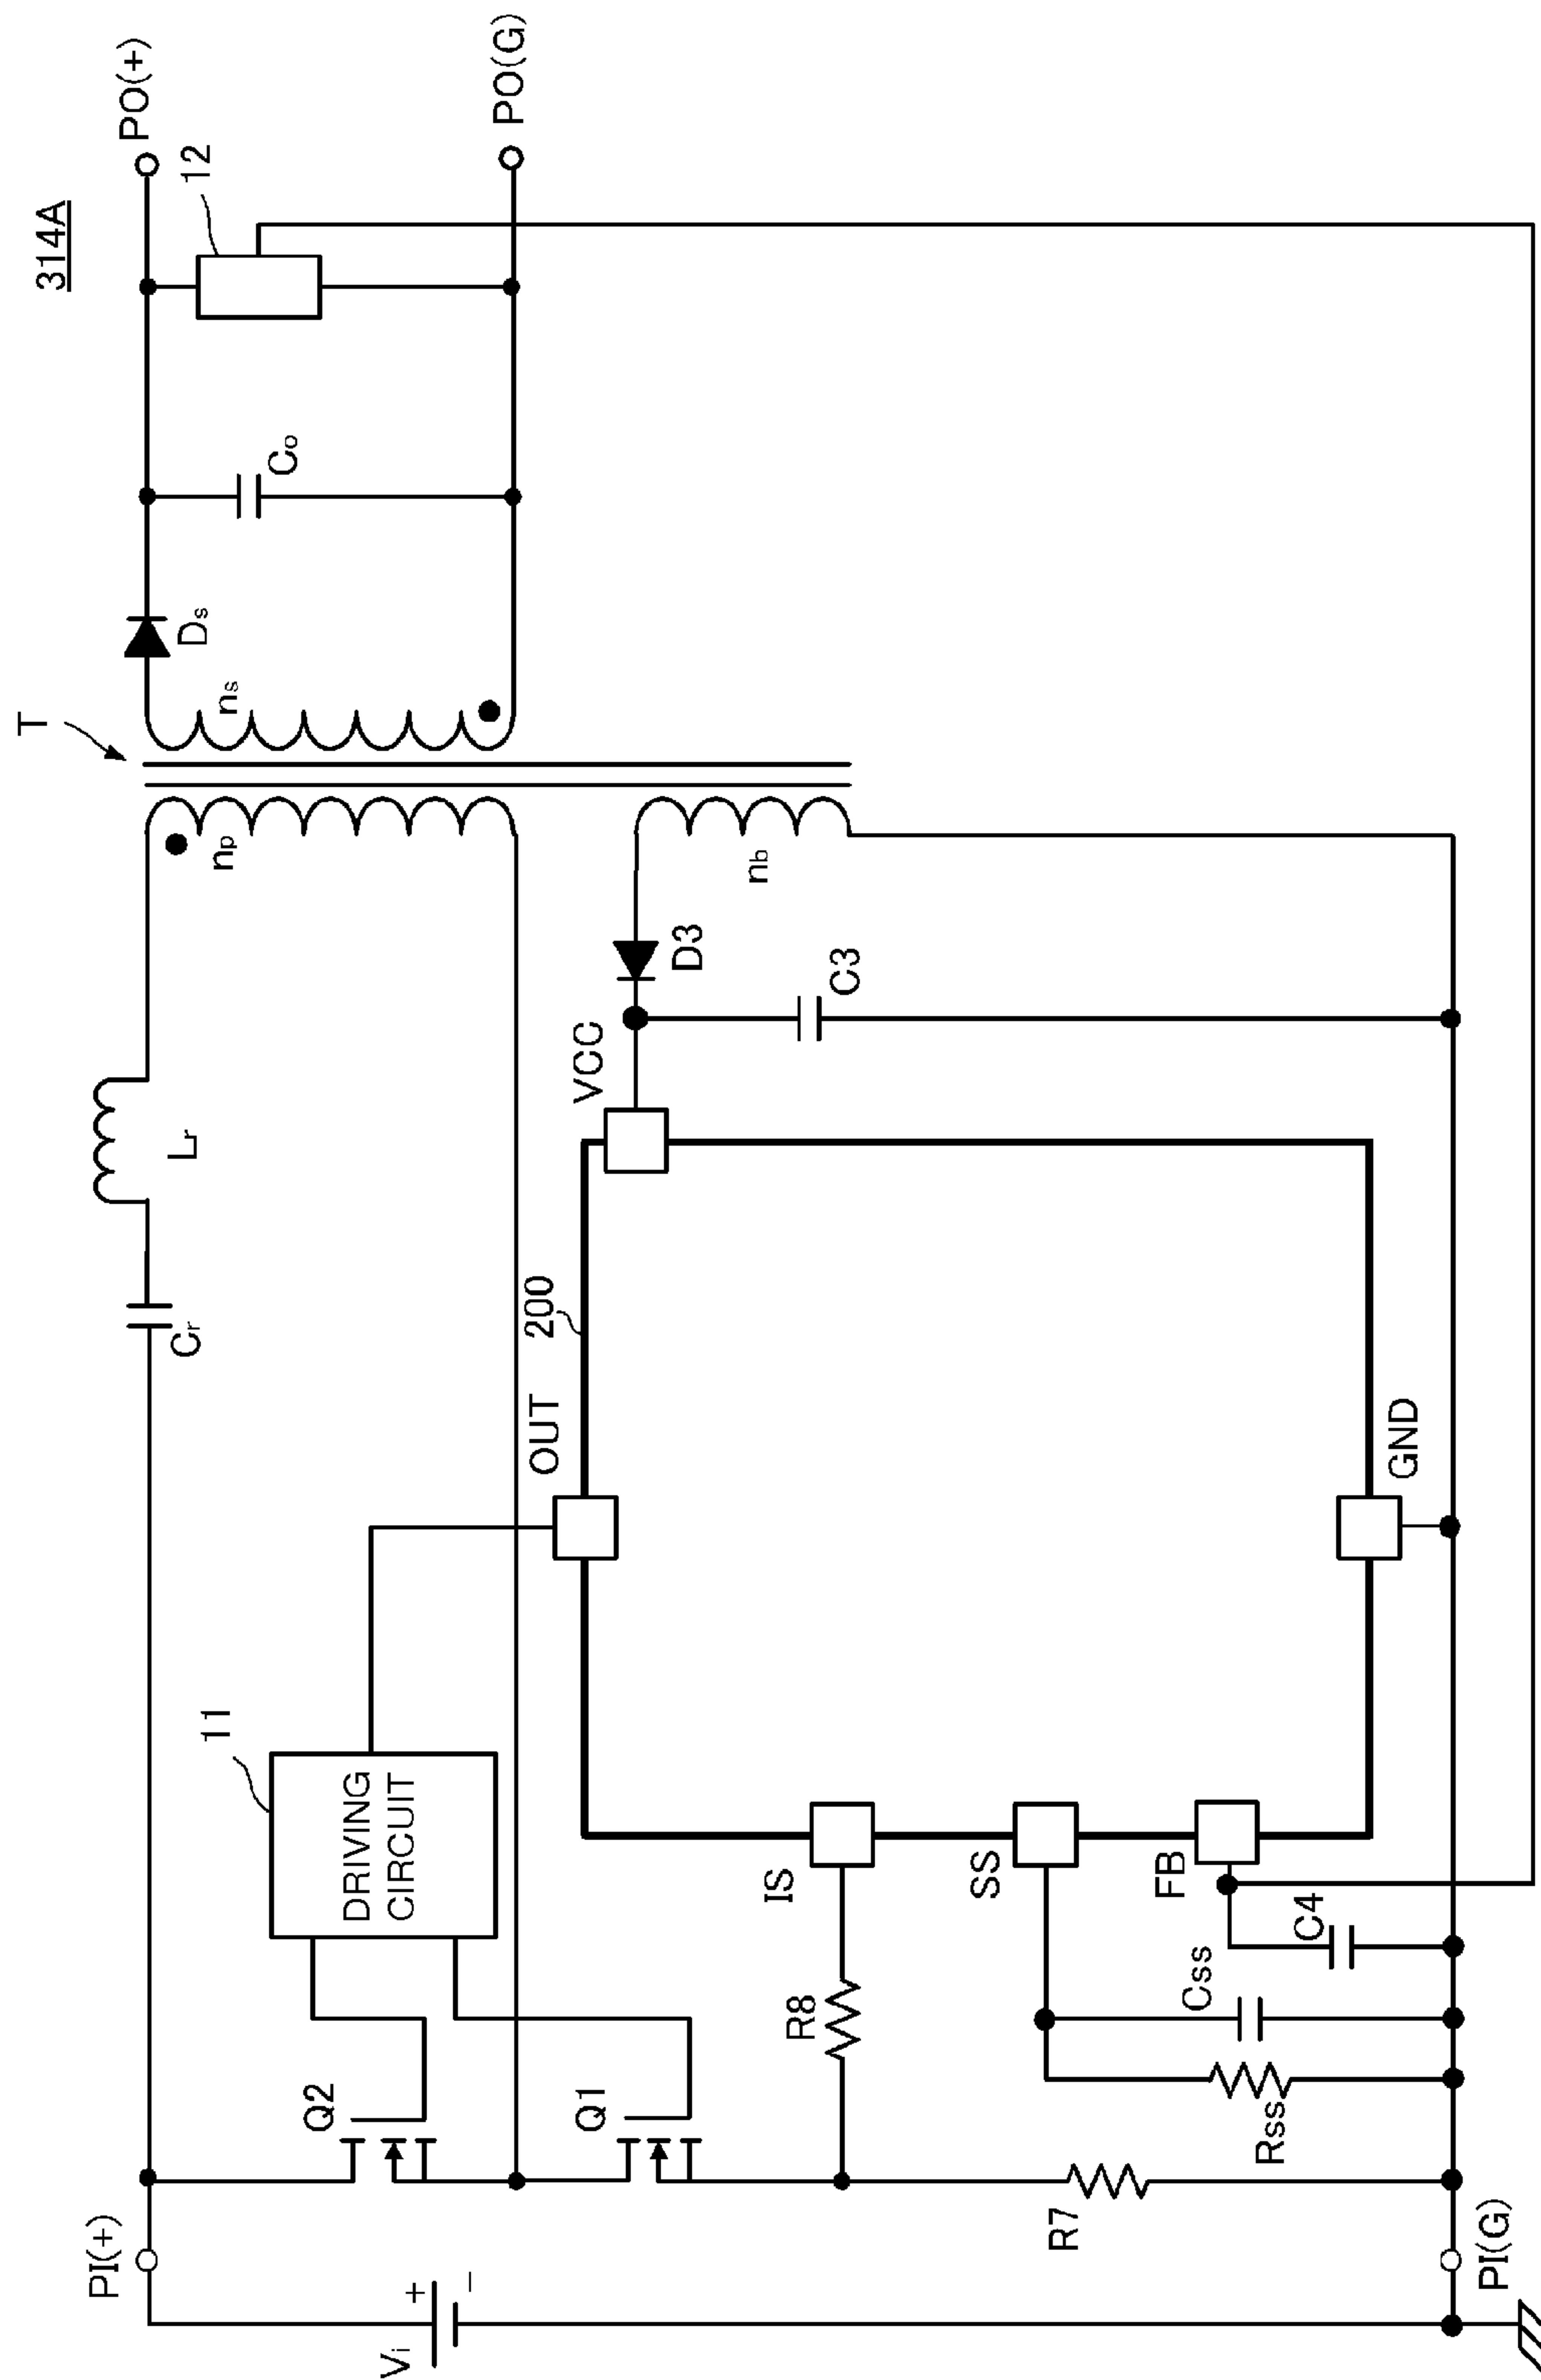 314A
T
PI(+)
PO(+)
Vi
+
−
Q2
11
DRIVING
CIRCUIT
Cr
Lr
np
ns
Ds
Co
12
PO(G)
Q1
OUT
200
VCC
D3
nb
C3
IS
R8
SS
FB
R7
Rss
Css
C4
GND
PI(G)